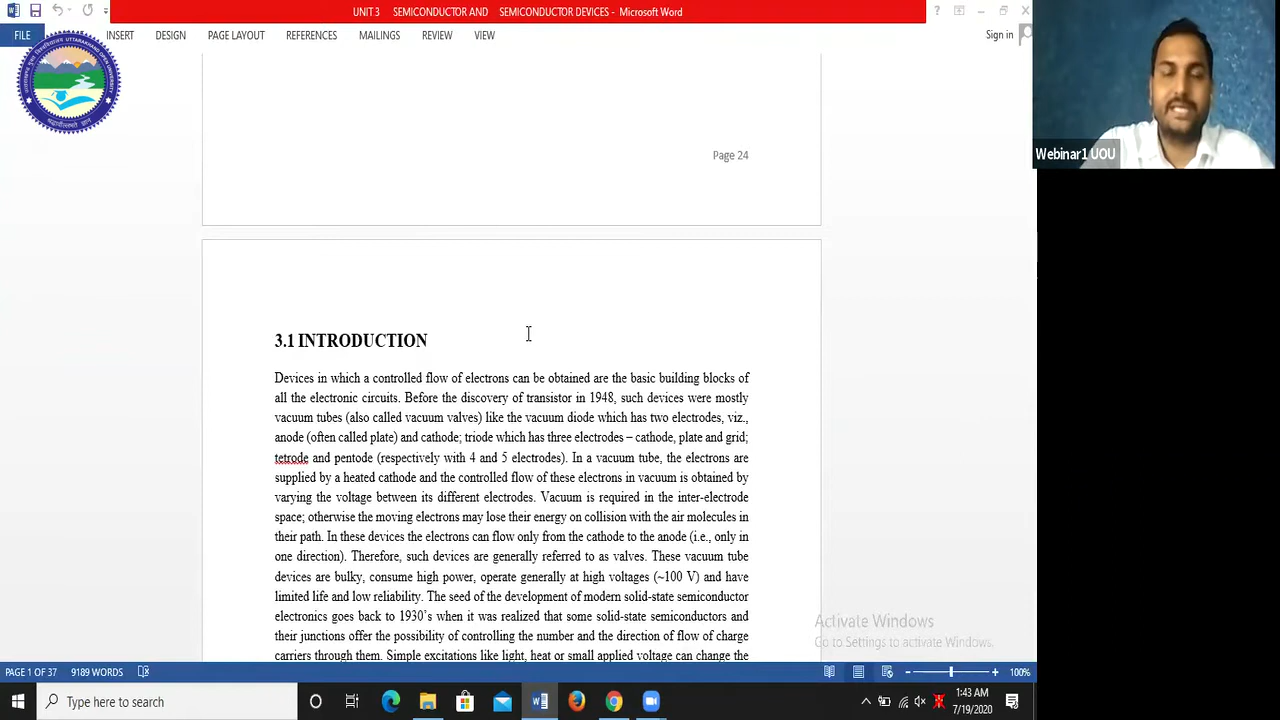 UNIT 3 SEMICONDUCTOR AND SEMICONDUCTOR DEVICES - Microsoft Word
FILE INSERT DESIGN PAGE LAYOUT REFERENCES MAILINGS REVIEW VIEW Sign in
Webinar1 UOU
Page 24
3.1 INTRODUCTION
Devices in which a controlled flow of electrons can be obtained are the basic building blocks of
all the electronic circuits. Before the discovery of transistor in 1948, such devices were mostly
vacuum tubes (also called vacuum valves) like the vacuum diode which has two electrodes, viz.,
anode (often called plate) and cathode; triode which has three electrodes – cathode, plate and grid;
tetrode and pentode (respectively with 4 and 5 electrodes). In a vacuum tube, the electrons are
supplied by a heated cathode and the controlled flow of these electrons in vacuum is obtained by
varying the voltage between its different electrodes. Vacuum is required in the inter-electrode
space; otherwise the moving electrons may lose their energy on collision with the air molecules in
their path. In these devices the electrons can flow only from the cathode to the anode (i.e., only in
one direction). Therefore, such devices are generally referred to as valves. These vacuum tube
devices are bulky, consume high power, operate generally at high voltages (~100 V) and have
limited life and low reliability. The seed of the development of modern solid-state semiconductor
electronics goes back to 1930's when it was realized that some solid-state semiconductors and
their junctions offer the possibility of controlling the number and the direction of flow of charge
carriers through them. Simple excitations like light, heat or small applied voltage can change the
Activate Windows
Go to Settings to activate Windows.
PAGE 1 OF 37 9189 WORDS 100%
Type here to search
1:43 AM
7/19/2020